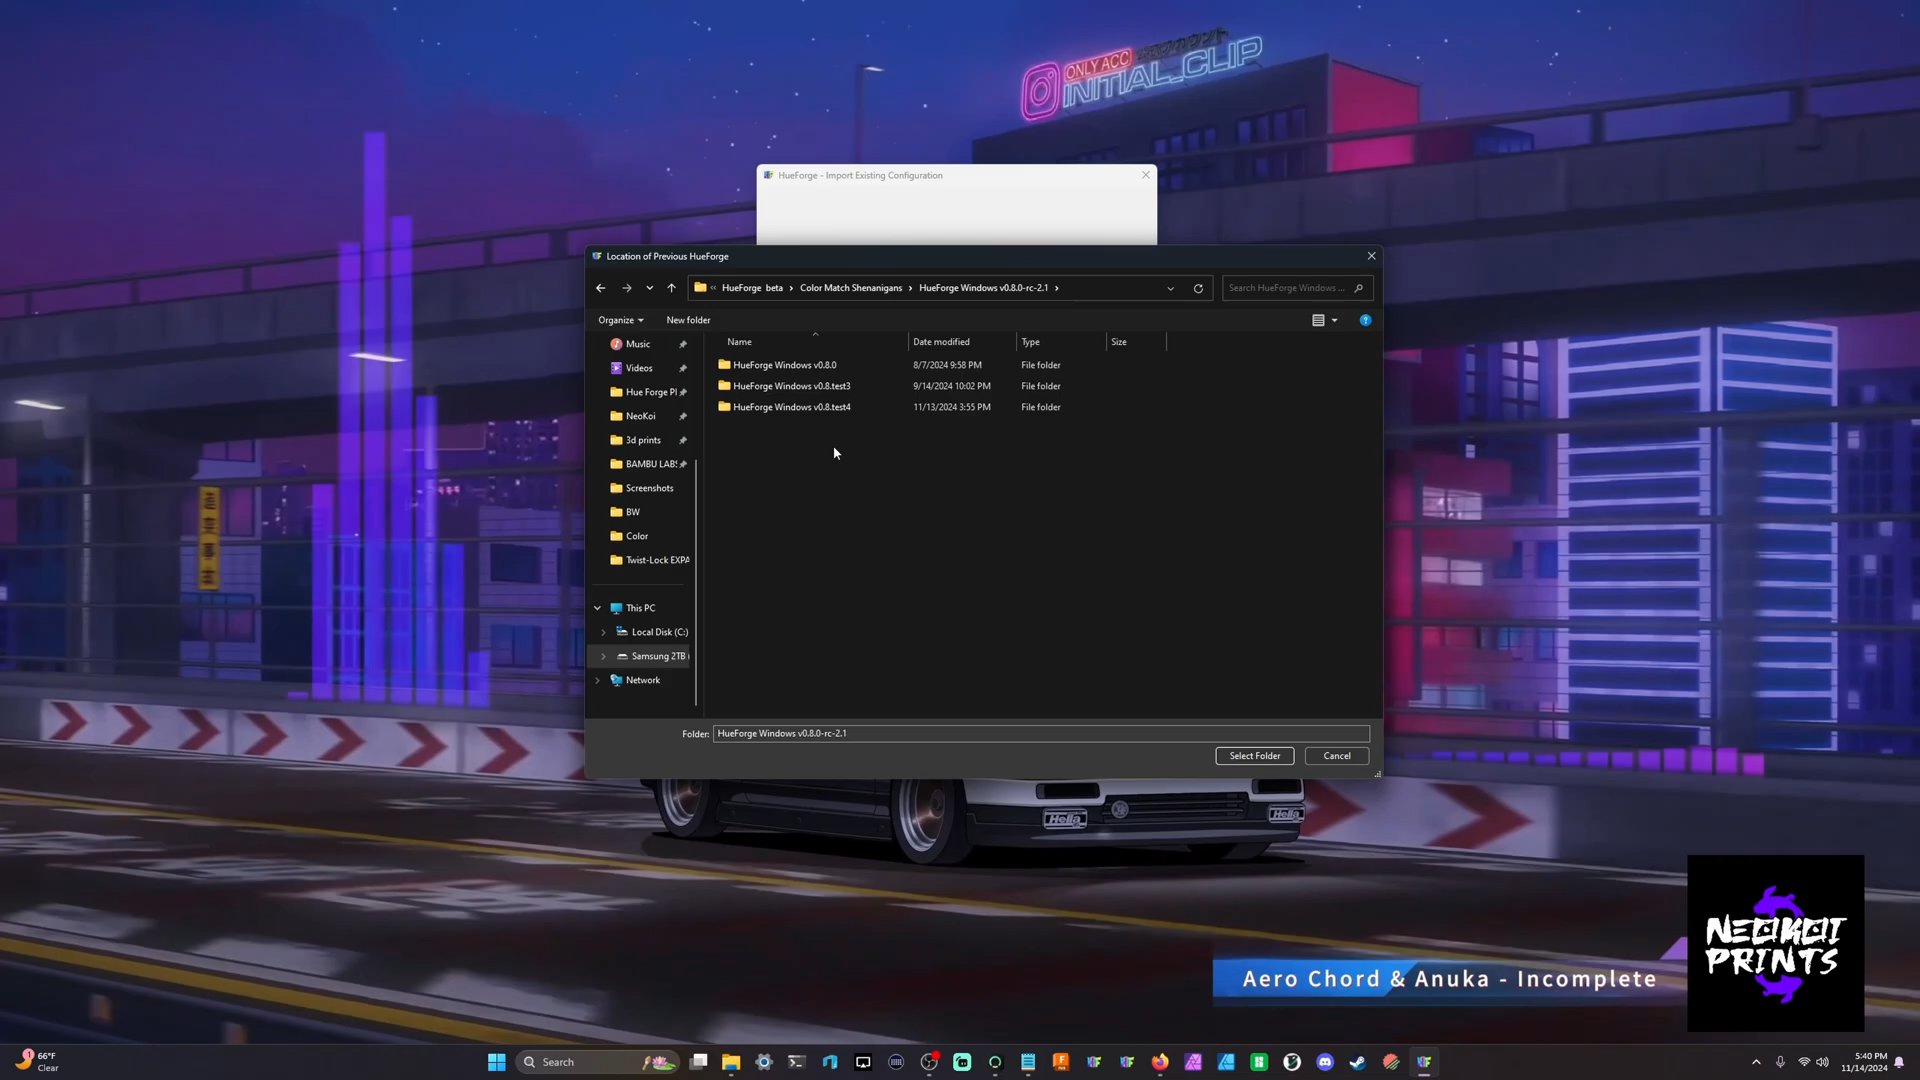 ONLY ACC
INITIAL_CLIP
HueForge - Import Existing Configuration
Location of Previous HueForge
« HueForge beta › Color Match Shenanigans › HueForge Windows v0.8.0-rc-2.1 ›
Search HueForge Windows ...
Organize
New folder
Name
Date modified
Type
Size
HueForge Windows v0.8.0
8/7/2024 9:58 PM
File folder
HueForge Windows v0.8.test3
9/14/2024 10:02 PM
File folder
HueForge Windows v0.8.test4
11/13/2024 3:55 PM
File folder
Music
Videos
Hue Forge Pl
NeoKoi
3d prints
BAMBU LABS
Screenshots
BW
Color
Twist-Lock EXPA
This PC
Local Disk (C:)
Samsung 2TB (
Network
Folder:
HueForge Windows v0.8.0-rc-2.1
Select Folder
Cancel
Hella
Hella
NEOKOI
PRINTS
Aero Chord & Anuka - Incomplete
1
66°F
Clear
Search
5:40 PM
11/14/2024